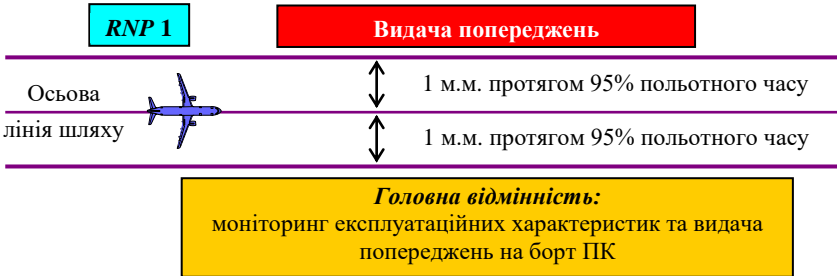 RNP 1
Видача попереджень
1 м.м. протягом 95% польотного часу
Осьова
лінія шляху
1 м.м. протягом 95% польотного часу
Головна відмінність:
моніторинг експлуатаційних характеристик та видача
попереджень на борт ПК